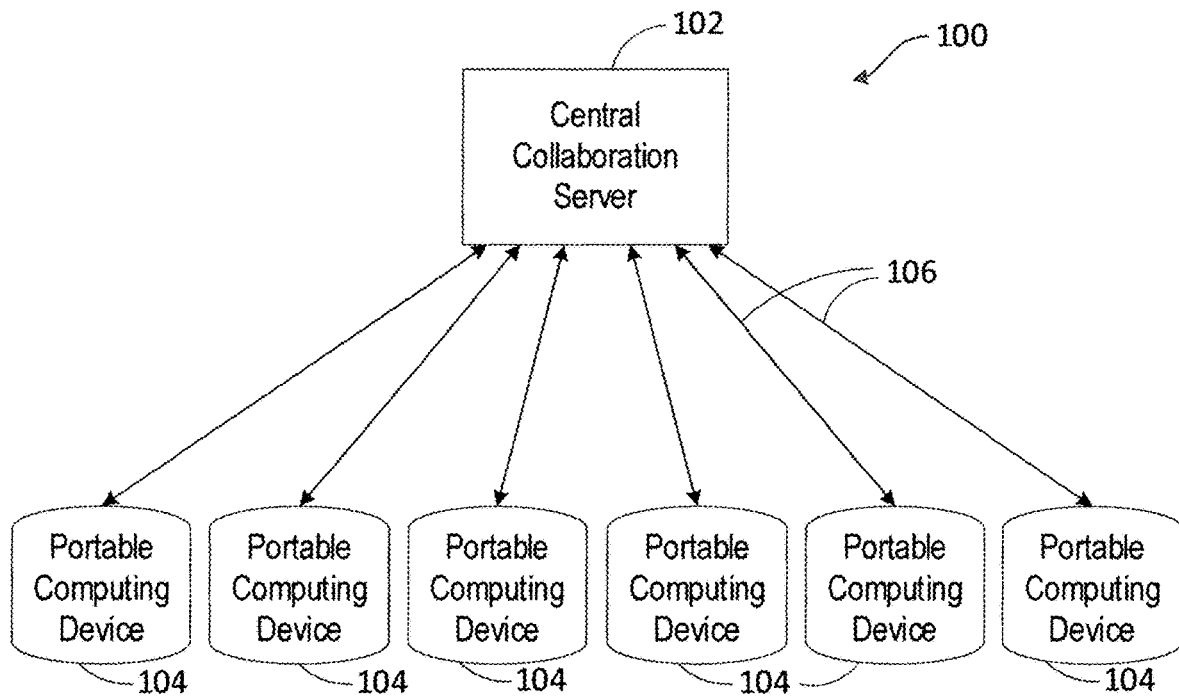 102
100
Central
Collaboration
Server
106
Portable Computing Device
Portable Computing Device
Portable Computing Device
Portable Computing Device
Portable Computing Device
Portable Computing Device
104
104
104
104
104